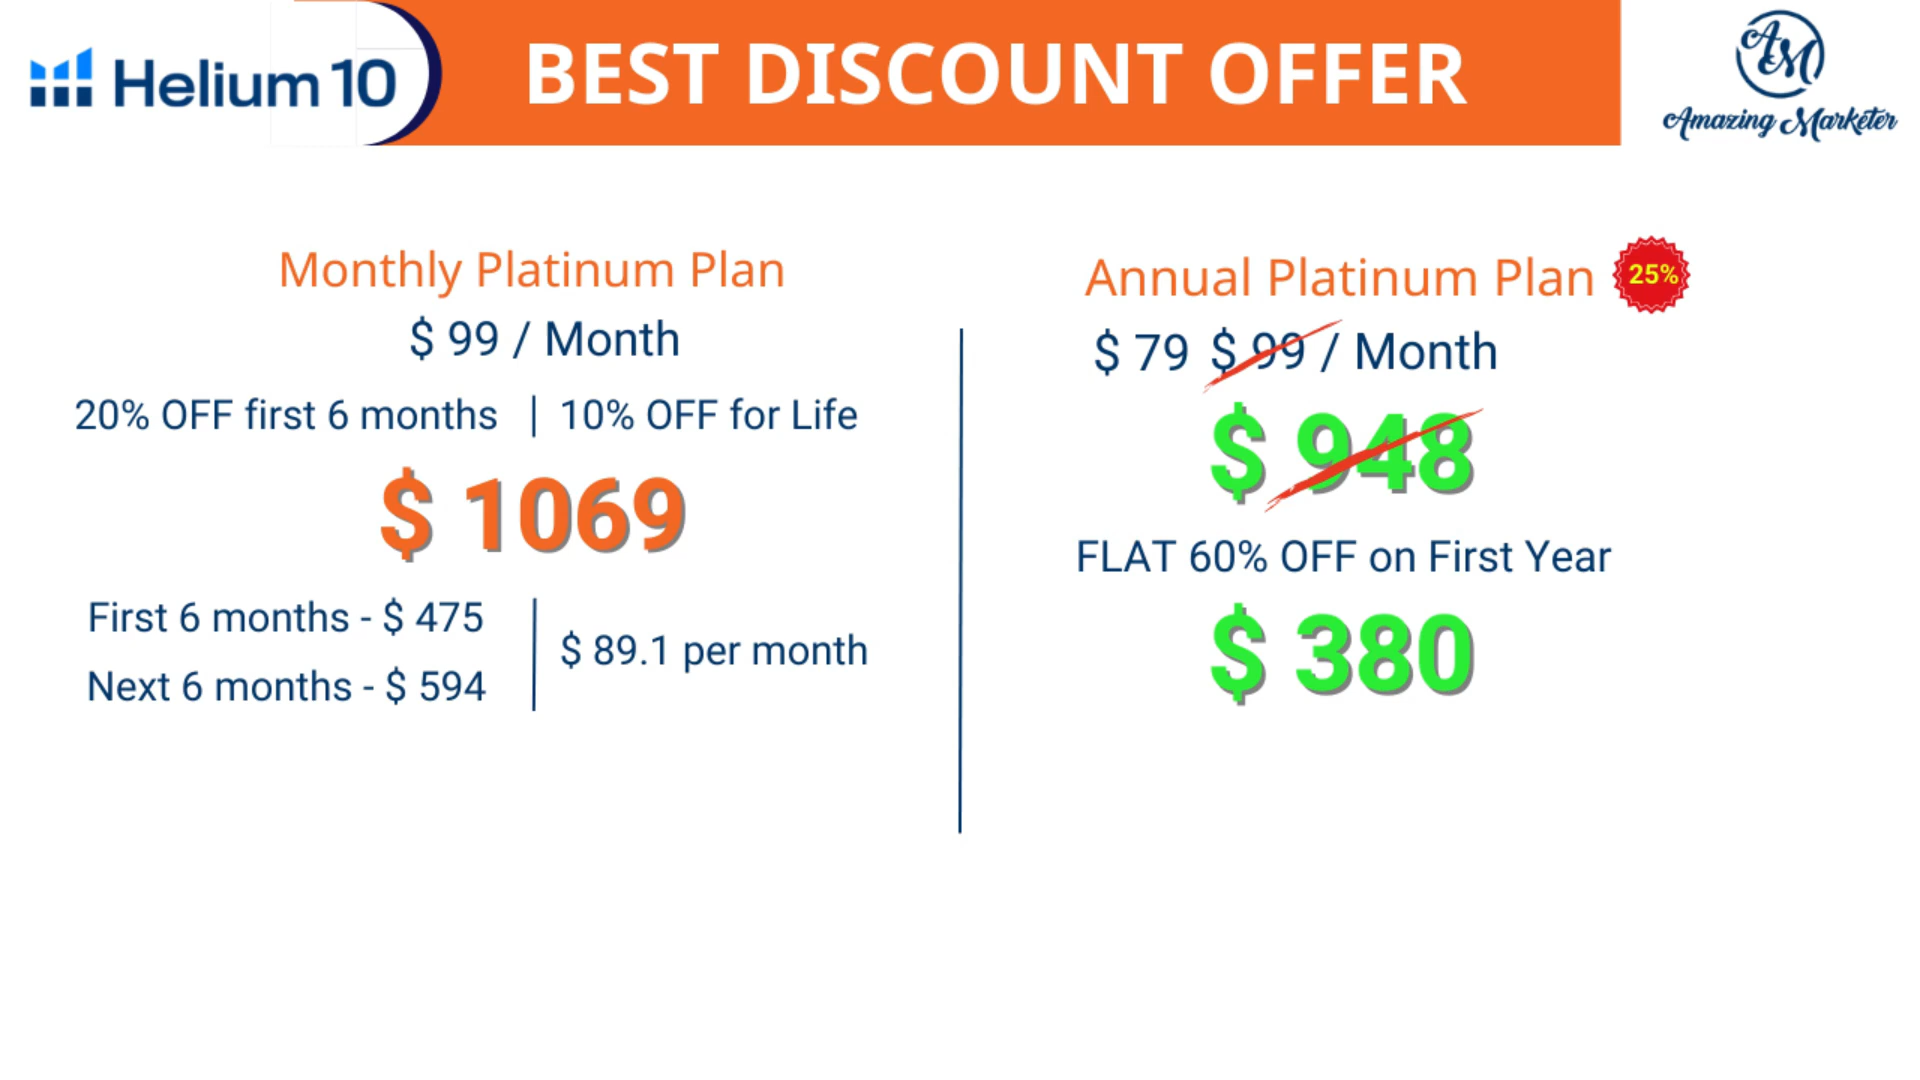 Helium 10
BEST DISCOUNT OFFER
AM
Amazing Marketer
Monthly Platinum Plan
$ 99 / Month
20% OFF first 6 months | 10% OFF for Life
$ 1069
First 6 months - $ 475
Next 6 months - $ 594
$ 89.1 per month
Annual Platinum Plan
25%
$ 79 $ 99 / Month
$ 948
FLAT 60% OFF on First Year
$ 380